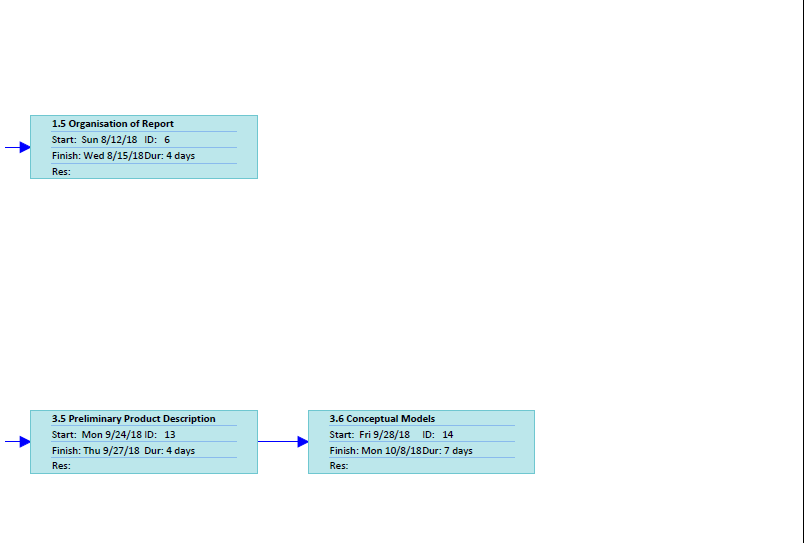 1.5 Organisation of Report
Start: Sun 8/12/18 ID: 6
Finish: Wed 8/15/18 Dur: 4 days
Res:
3.5 Preliminary Product Description
Start: Mon 9/24/18 ID: 13
Finish: Thu 9/27/18 Dur: 4 days
Res:
3.6 Conceptual Models
Start: Fri 9/28/18 ID: 14
Finish: Mon 10/8/18 Dur: 7 days
Res: